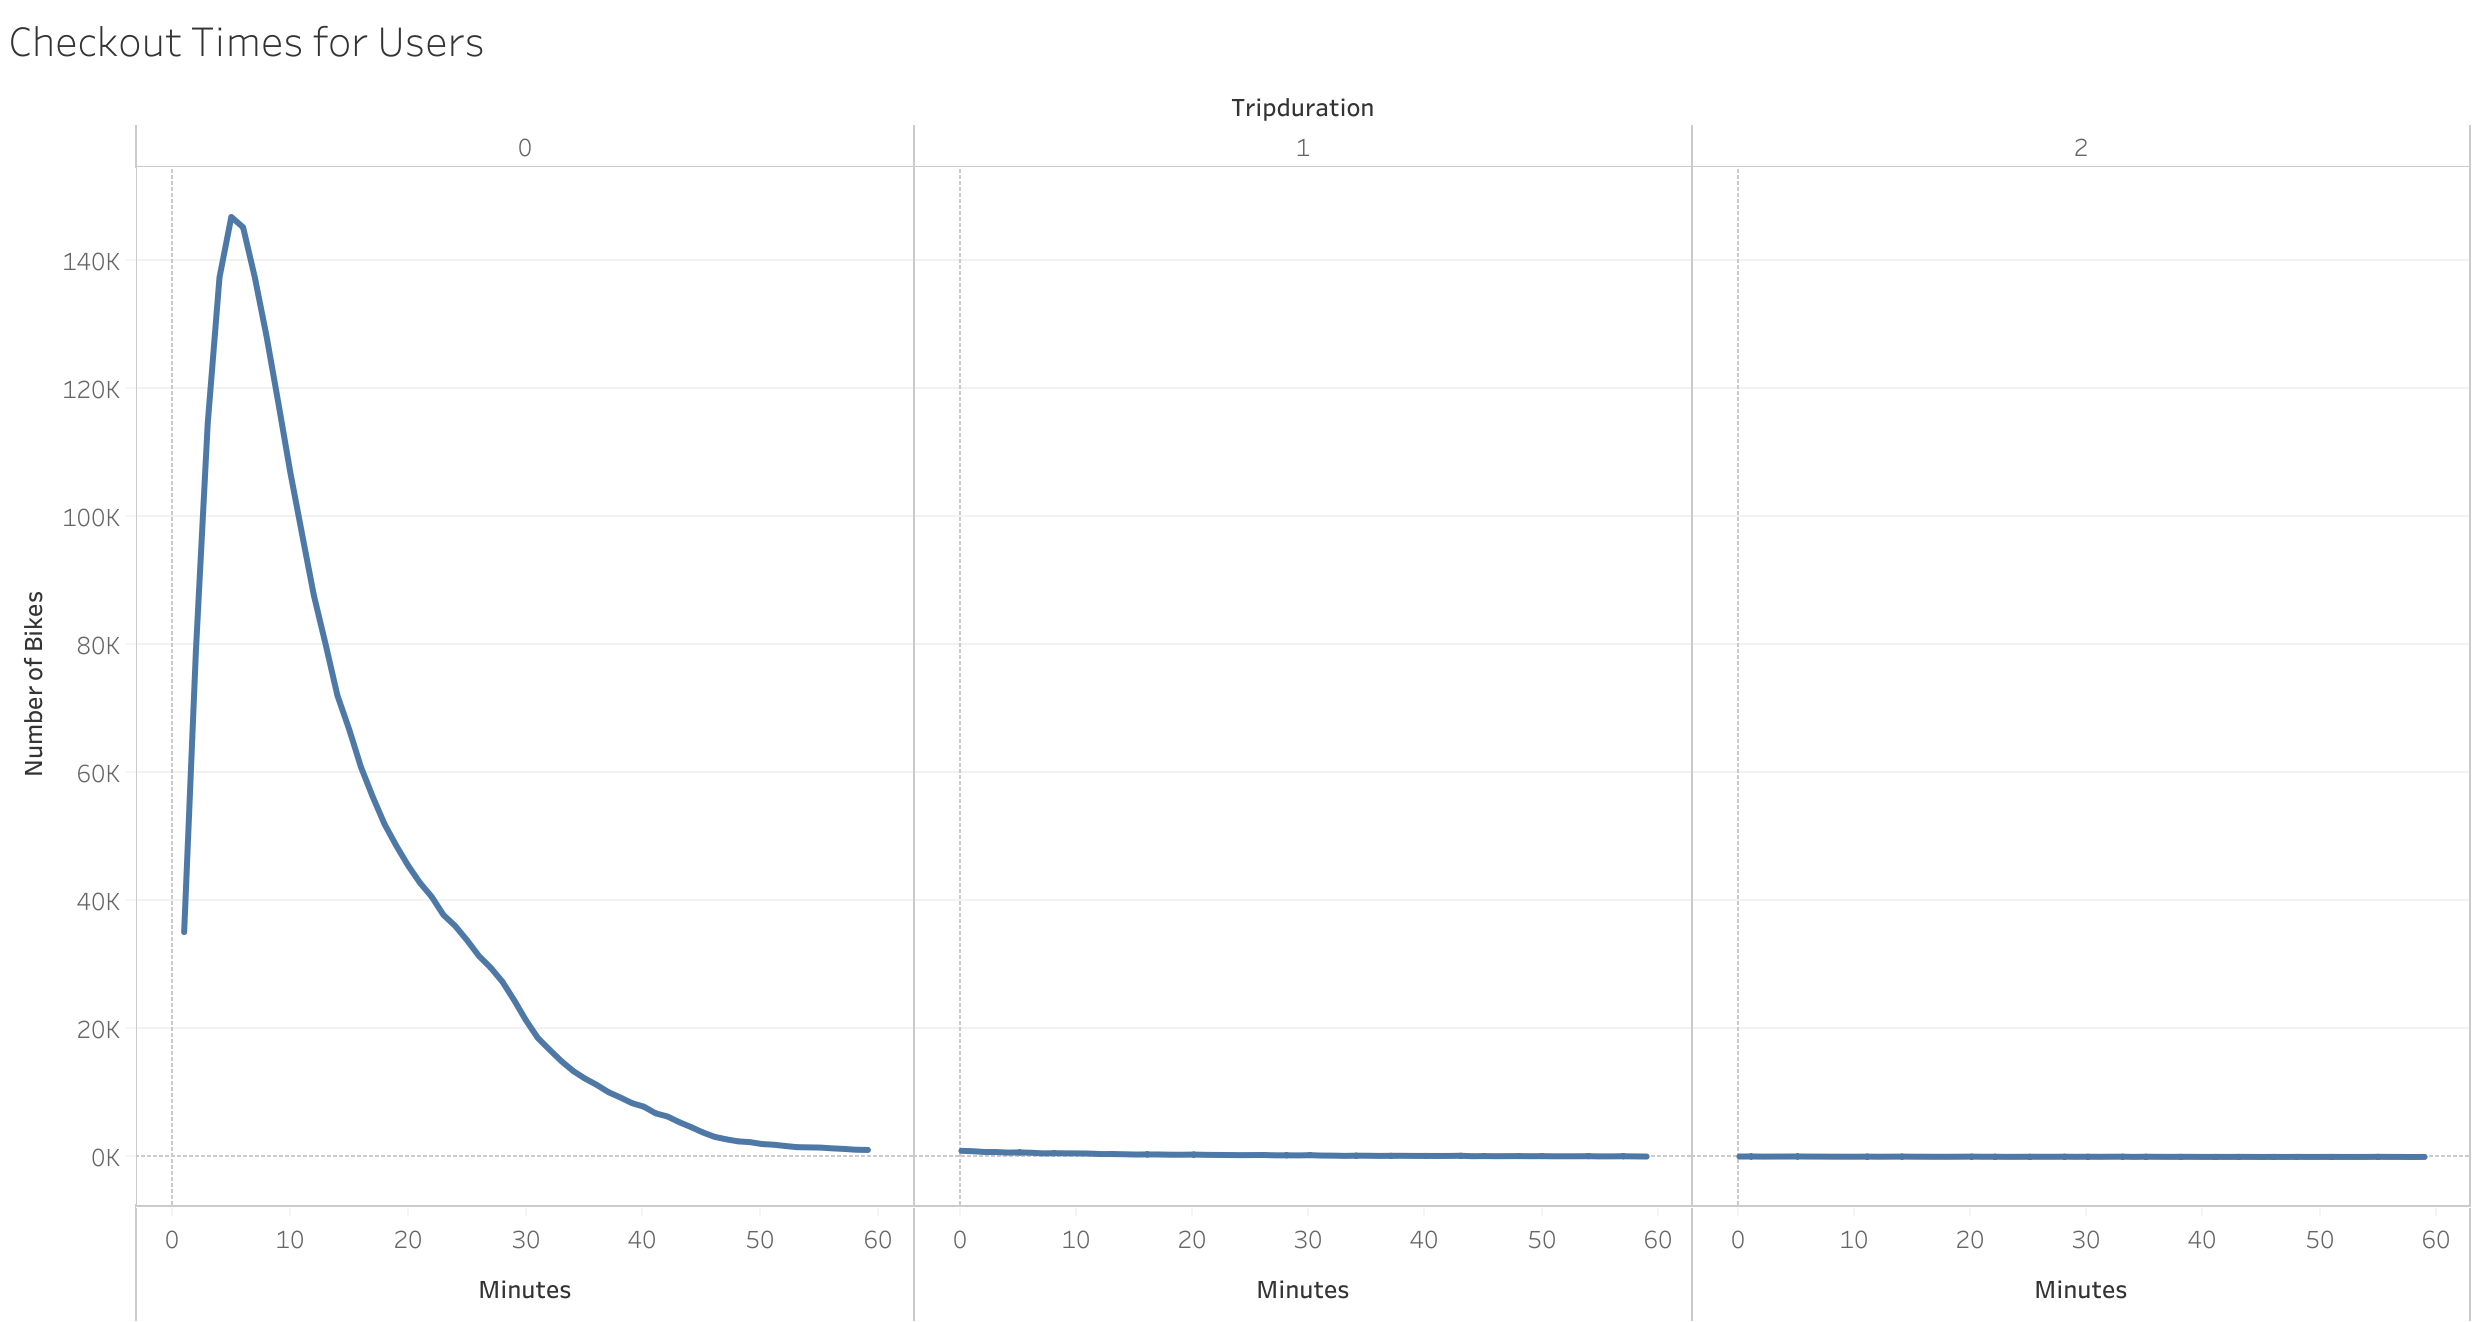 Checkout Times for Users
Tripduration
0 1 2
Number of Bikes
140K
120K
100K
80K
60K
40K
20K
0K
0 10 20 30 40 50 60 0 10 20 30 40 50 60 0 10 20 30 40 50 60
Minutes Minutes Minutes